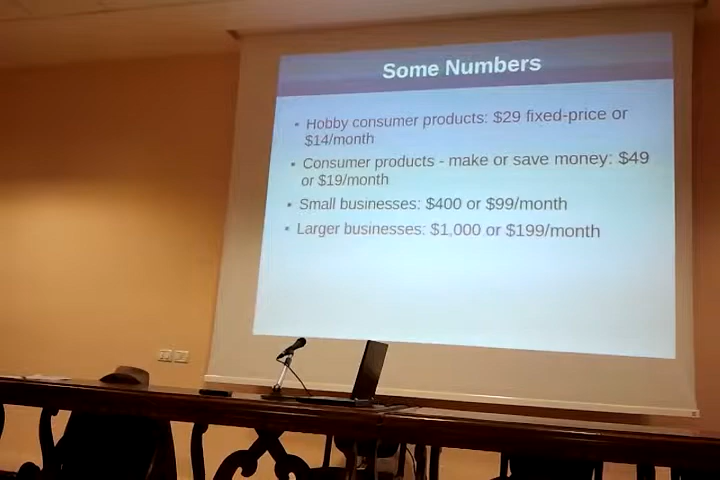 Some Numbers
• Hobby consumer products: $29 fixed-price or
$14/month
• Consumer products - make or save money: $49
or $19/month
• Small businesses: $400 or $99/month
• Larger businesses: $1,000 or $199/month